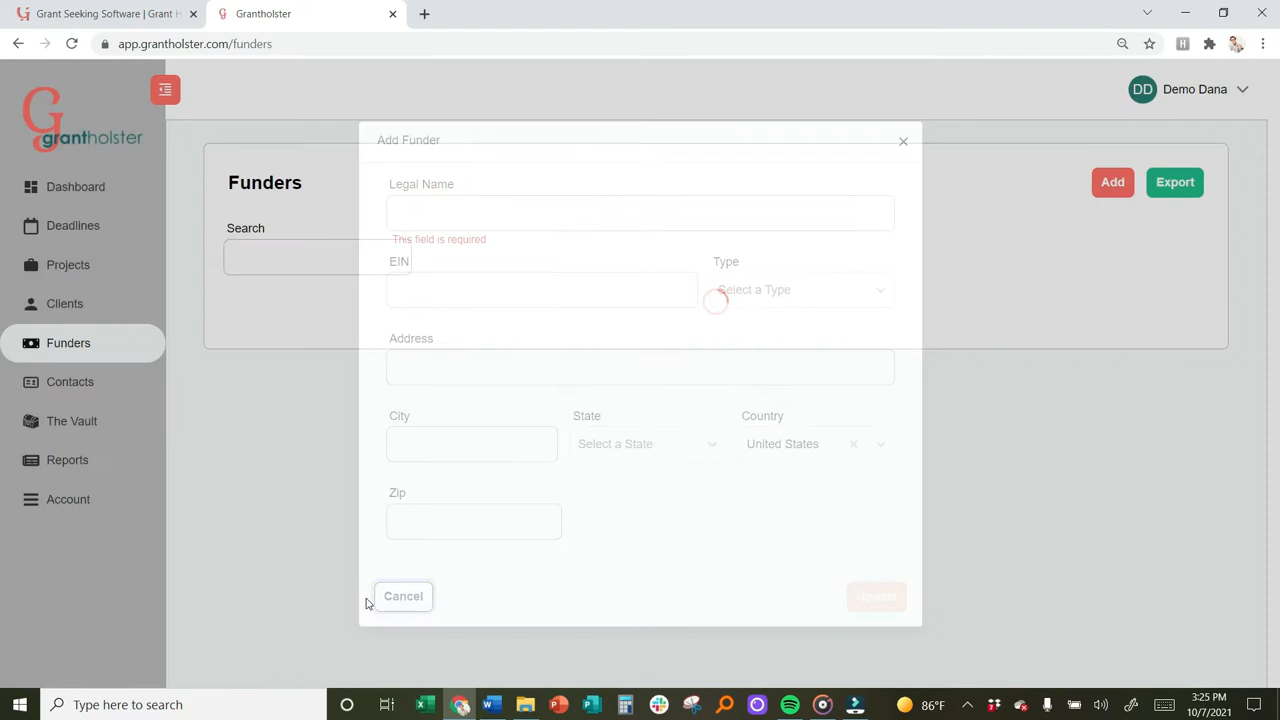 Grant Seeking Software | Grant H
Grantholster
app.grantholster.com/funders
H
G
grantholster
DD
Demo Dana
Dashboard
Deadlines
Projects
Clients
Funders
Contacts
The Vault
Reports
Account
Funders
Add
Export
Search
Add Funder
Legal Name
This field is required
EIN
Type
Select a Type
Address
City
State
Country
Select a State
United States
Zip
Cancel
Update
Type here to search
86°F
3:25 PM
10/7/2021